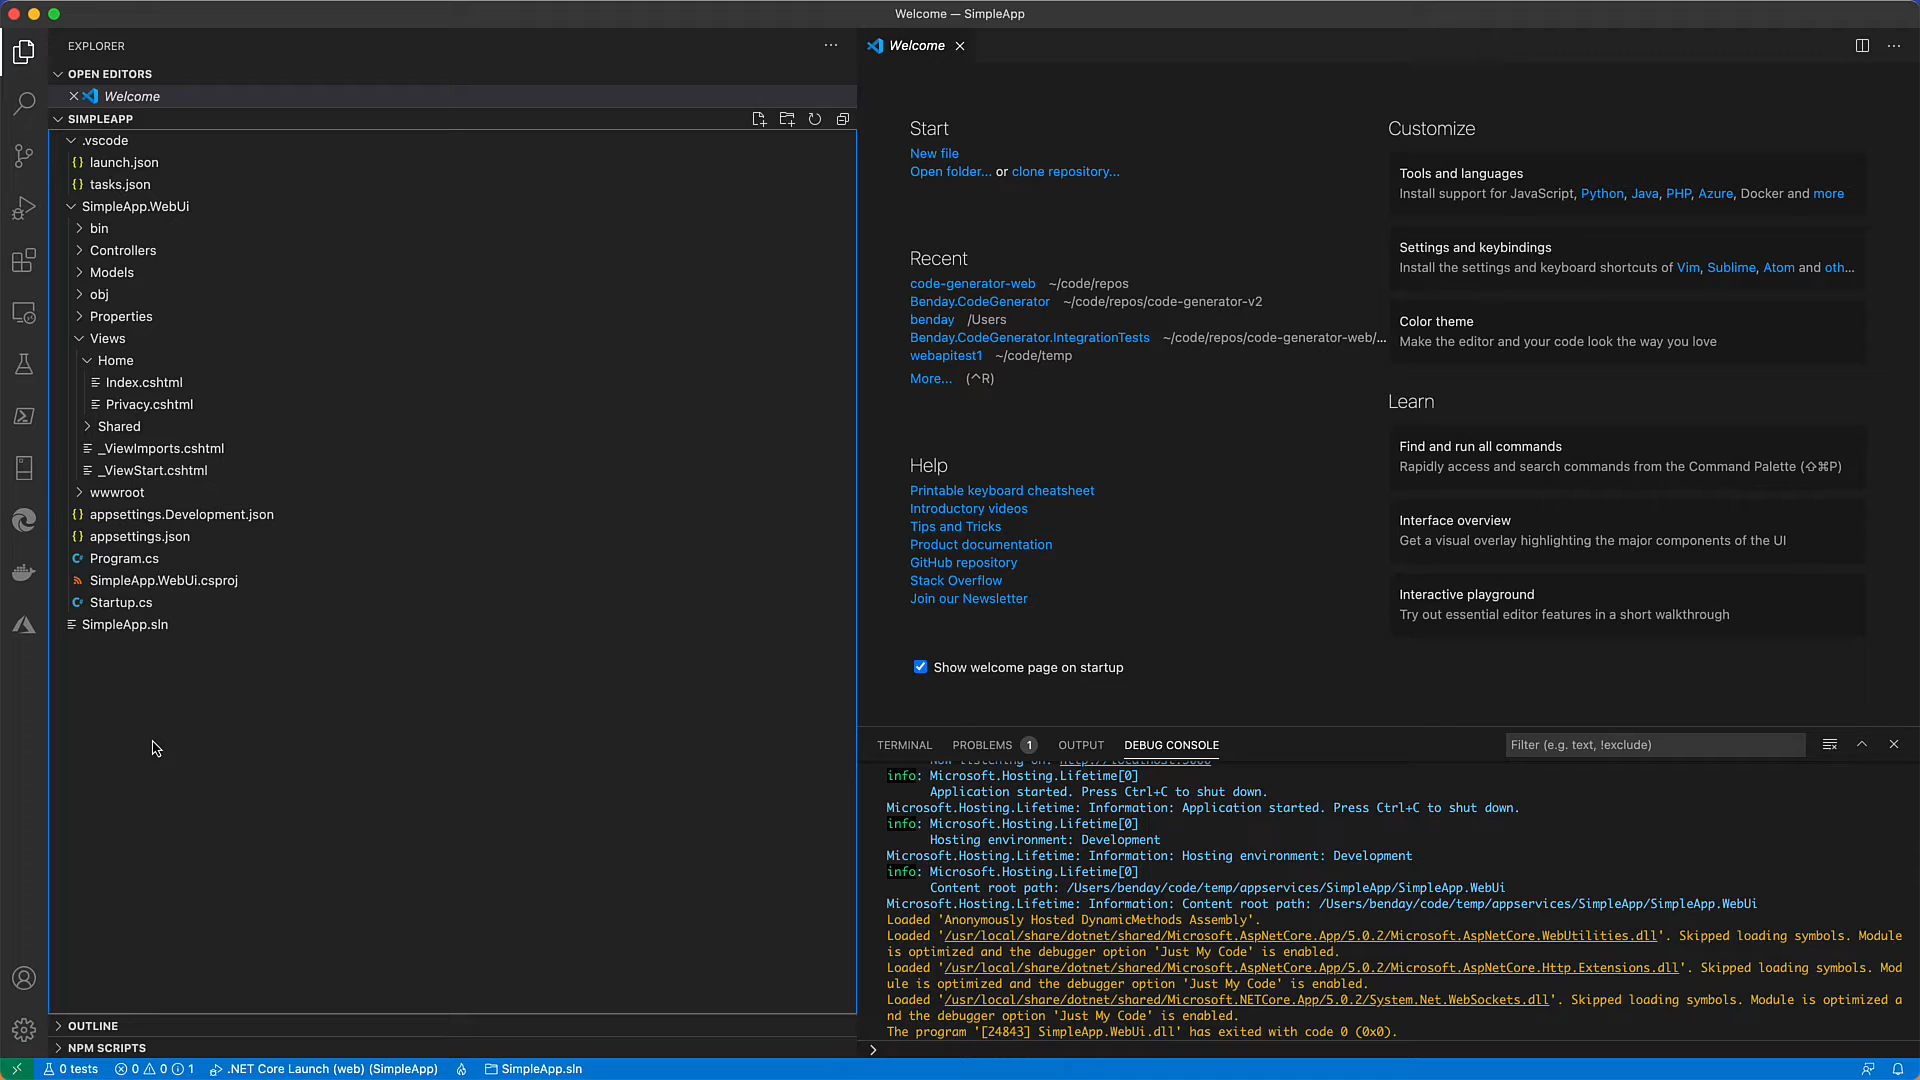 Welcome — SimpleApp
EXPLORER
OPEN EDITORS
Welcome
SIMPLEAPP
.vscode
{} launch.json
{} tasks.json
SimpleApp.WebUi
bin
Controllers
Models
obj
Properties
Views
Home
Index.cshtml
Privacy.cshtml
Shared
_ViewImports.cshtml
_ViewStart.cshtml
wwwroot
{} appsettings.Development.json
{} appsettings.json
Program.cs
SimpleApp.WebUi.csproj
Startup.cs
SimpleApp.sln
OUTLINE
NPM SCRIPTS
Welcome
Start
New file
Open folder... or clone repository...
Recent
code-generator-web ~/code/repos
Benday.CodeGenerator ~/code/repos/code-generator-v2
benday /Users
Benday.CodeGenerator.IntegrationTests ~/code/repos/code-generator-web/...
webapitest1 ~/code/temp
More... (^R)
Help
Printable keyboard cheatsheet
Introductory videos
Tips and Tricks
Product documentation
GitHub repository
Stack Overflow
Join our Newsletter
Show welcome page on startup
Customize
Tools and languages
Install support for JavaScript, Python, Java, PHP, Azure, Docker and more
Settings and keybindings
Install the settings and keyboard shortcuts of Vim, Sublime, Atom and oth...
Color theme
Make the editor and your code look the way you love
Learn
Find and run all commands
Rapidly access and search commands from the Command Palette (⇧⌘P)
Interface overview
Get a visual overlay highlighting the major components of the UI
Interactive playground
Try out essential editor features in a short walkthrough
TERMINAL PROBLEMS 1 OUTPUT DEBUG CONSOLE
Filter (e.g. text, !exclude)
Now listening on: http://localhost:5000
info: Microsoft.Hosting.Lifetime[0]
Application started. Press Ctrl+C to shut down.
Microsoft.Hosting.Lifetime: Information: Application started. Press Ctrl+C to shut down.
info: Microsoft.Hosting.Lifetime[0]
Hosting environment: Development
Microsoft.Hosting.Lifetime: Information: Hosting environment: Development
info: Microsoft.Hosting.Lifetime[0]
Content root path: /Users/benday/code/temp/appservices/SimpleApp/SimpleApp.WebUi
Microsoft.Hosting.Lifetime: Information: Content root path: /Users/benday/code/temp/appservices/SimpleApp/SimpleApp.WebUi
Loaded 'Anonymously Hosted DynamicMethods Assembly'.
Loaded '/usr/local/share/dotnet/shared/Microsoft.AspNetCore.App/5.0.2/Microsoft.AspNetCore.WebUtilities.dll'. Skipped loading symbols. Module
is optimized and the debugger option 'Just My Code' is enabled.
Loaded '/usr/local/share/dotnet/shared/Microsoft.AspNetCore.App/5.0.2/Microsoft.AspNetCore.Http.Extensions.dll'. Skipped loading symbols. Mod
ule is optimized and the debugger option 'Just My Code' is enabled.
Loaded '/usr/local/share/dotnet/shared/Microsoft.NETCore.App/5.0.2/System.Net.WebSockets.dll'. Skipped loading symbols. Module is optimized a
nd the debugger option 'Just My Code' is enabled.
The program '[24843] SimpleApp.WebUi.dll' has exited with code 0 (0x0).
0 tests 0 0 1 .NET Core Launch (web) (SimpleApp) SimpleApp.sln